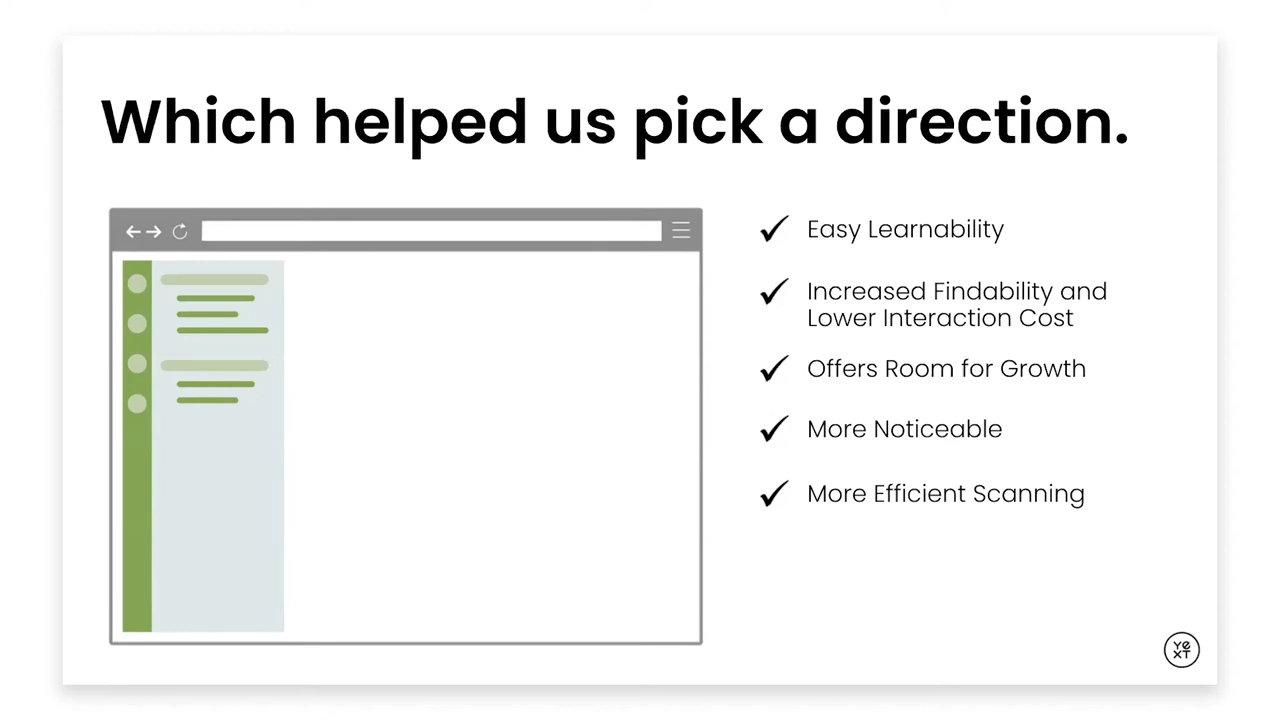 Which helped us pick a direction.
Easy Learnability
Increased Findability and
Lower Interaction Cost
Offers Room for Growth
More Noticeable
More Efficient Scanning
yext